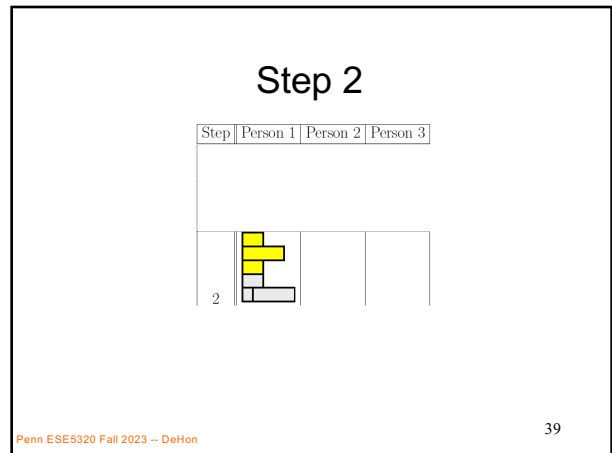 Step 2
Step Person 1 Person 2 Person 3
2
Penn ESE5320 Fall 2023 -- DeHon
39